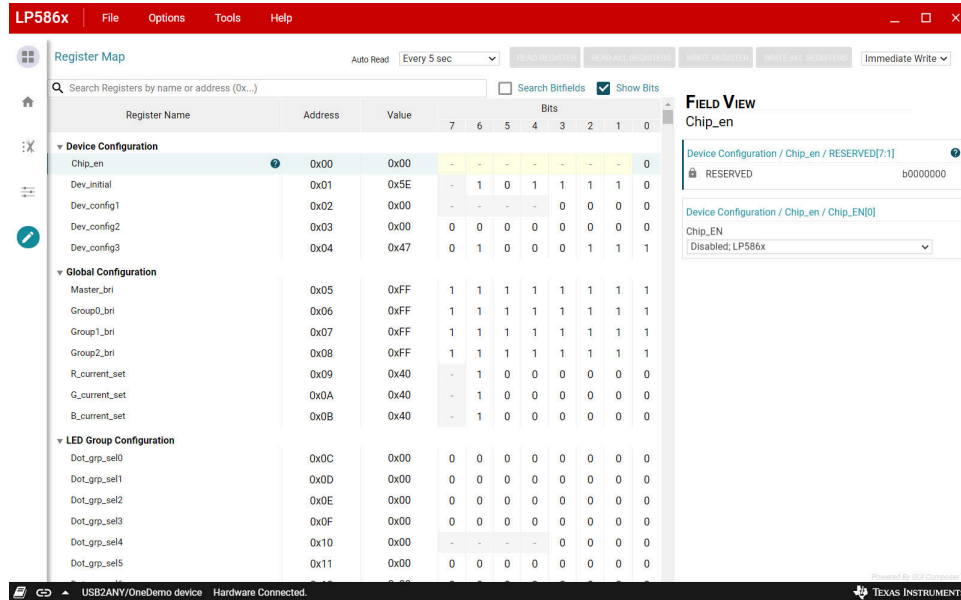 LP586x File Options Tools Help
Register Map Auto Read Every 5 sec READ REGISTER READ ALL REGISTERS WRITE REGISTER WRITE ALL REGISTERS Immediate Write
Search Registers by name or address (0x...) Search Bitfields Show Bits
Register Name Address Value Bits
7 6 5 4 3 2 1 0
Device Configuration
Chip_en 0x00 0x00 - - - - - - - 0
Dev_initial 0x01 0x5E - 1 0 1 1 1 1 0
Dev_config1 0x02 0x00 - - - - 0 0 0 0
Dev_config2 0x03 0x00 0 0 0 0 0 0 0 0
Dev_config3 0x04 0x47 0 1 0 0 0 1 1 1
Global Configuration
Master_bri 0x05 0xFF 1 1 1 1 1 1 1 1
Group0_bri 0x06 0xFF 1 1 1 1 1 1 1 1
Group1_bri 0x07 0xFF 1 1 1 1 1 1 1 1
Group2_bri 0x08 0xFF 1 1 1 1 1 1 1 1
R_current_set 0x09 0x40 - 1 0 0 0 0 0 0
G_current_set 0x0A 0x40 - 1 0 0 0 0 0 0
B_current_set 0x0B 0x40 - 1 0 0 0 0 0 0
LED Group Configuration
Dot_grp_sel0 0x0C 0x00 0 0 0 0 0 0 0 0
Dot_grp_sel1 0x0D 0x00 0 0 0 0 0 0 0 0
Dot_grp_sel2 0x0E 0x00 0 0 0 0 0 0 0 0
Dot_grp_sel3 0x0F 0x00 0 0 0 0 0 0 0 0
Dot_grp_sel4 0x10 0x00 - - - - 0 0 0 0
Dot_grp_sel5 0x11 0x00 0 0 0 0 0 0 0 0
FIELD VIEW
Chip_en
Device Configuration / Chip_en / RESERVED[7:1]
RESERVED b0000000
Device Configuration / Chip_en / Chip_EN[0]
Chip_EN
Disabled; LP586x
Powered By GUI Composer
USB2ANY/OneDemo device Hardware Connected. TEXAS INSTRUMENT